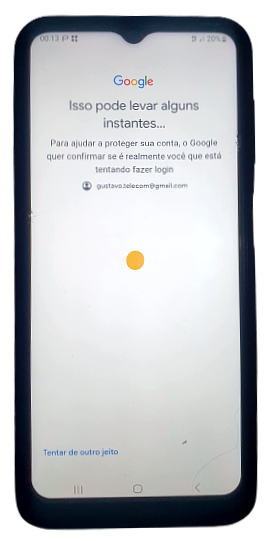 00:13
20%
Google
Isso pode levar alguns
instantes...
Para ajudar a proteger sua conta, o Google
quer confirmar se é realmente você que está
tentando fazer login
gustavo.telecom@gmail.com
Tentar de outro jeito